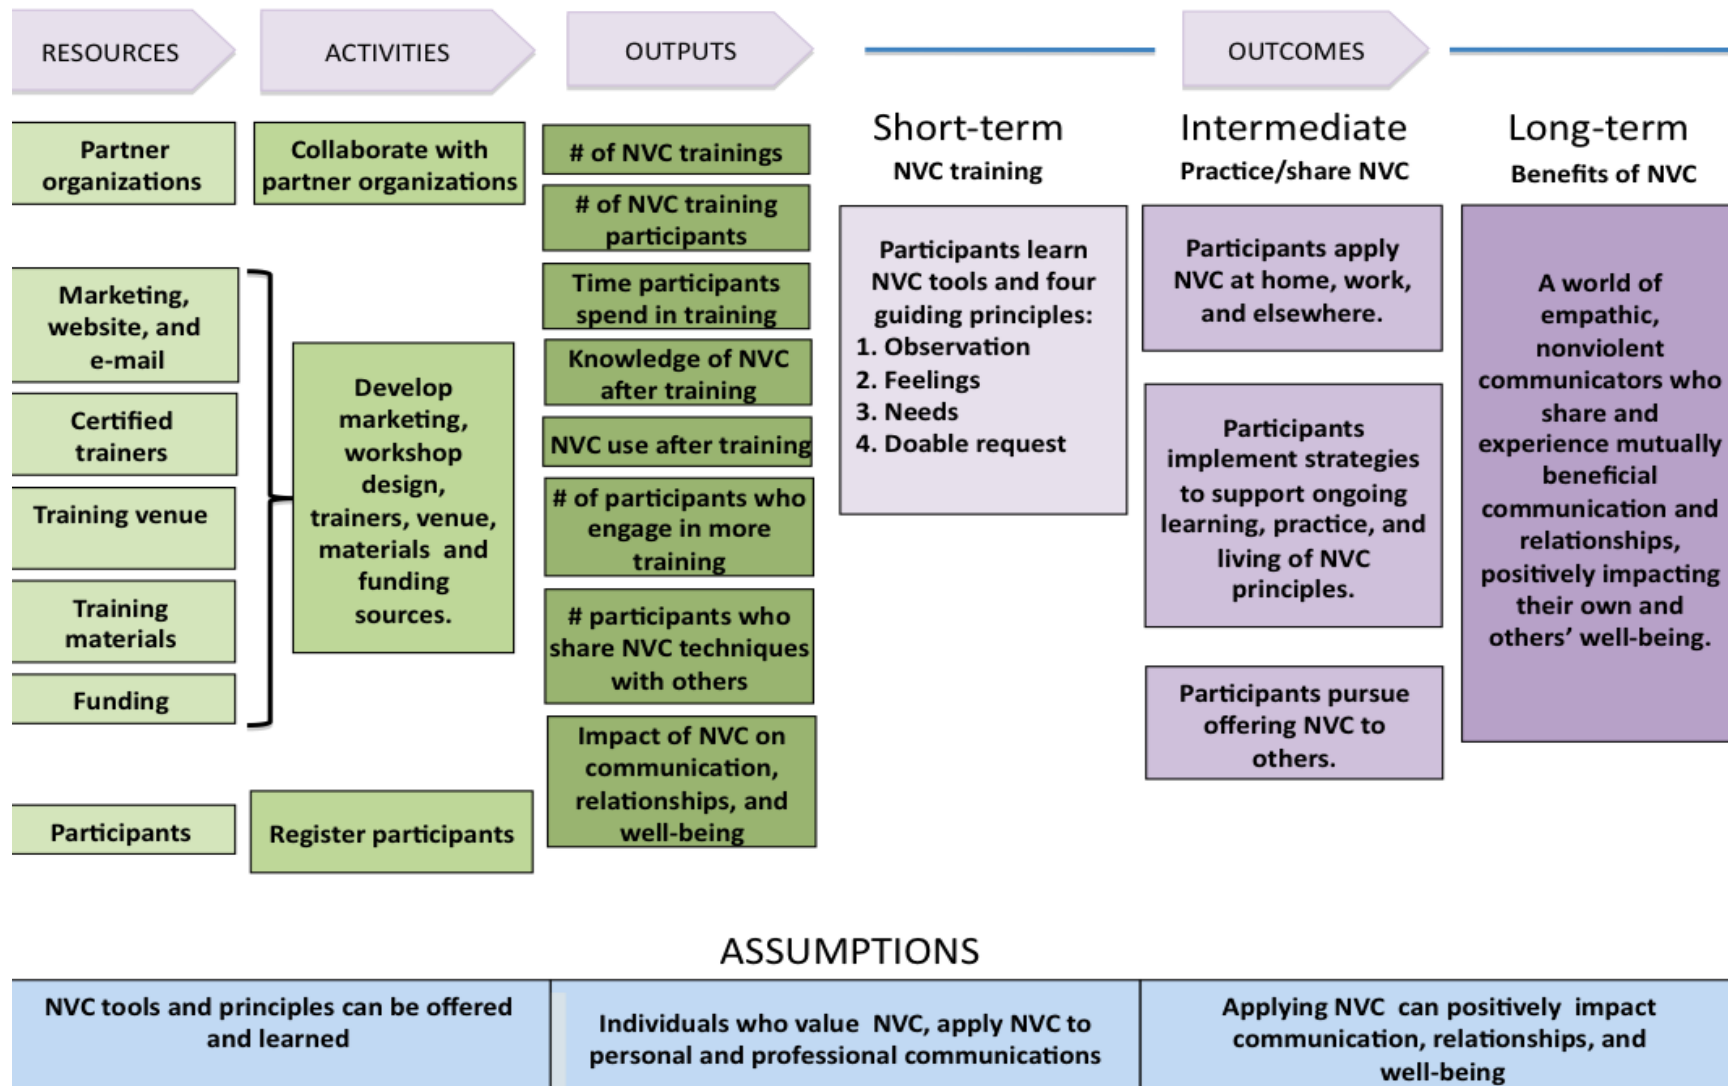 RESOURCES
ACTIVITIES
OUTPUTS
OUTCOMES
Partner
organizations
Marketing,
website, and
e-mail
Certified
trainers
Training venue
Training
materials
Funding
Participants
Collaborate with
partner organizations
Develop
marketing,
workshop
design,
trainers, venue,
materials and
funding
sources.
Register participants
# of NVC trainings
# of NVC training
participants
Time participants
spend in training
Knowledge of NVC
after training
NVC use after training
# of participants who
engage in more
training
# participants who
share NVC techniques
with others
Impact of NVC on
communication,
relationships, and
well-being
Short-term
NVC training
Participants learn
NVC tools and four
guiding principles:
1. Observation
2. Feelings
3. Needs
4. Doable request
Intermediate
Practice/share NVC
Participants apply
NVC at home, work,
and elsewhere.
Participants
implement strategies
to support ongoing
learning, practice, and
living of NVC
principles.
Participants pursue
offering NVC to
others.
Long-term
Benefits of NVC
A world of
empathic,
nonviolent
communicators who
share and
experience mutually
beneficial
communication and
relationships,
positively impacting
their own and
others’ well-being.
ASSUMPTIONS
NVC tools and principles can be offered
and learned
Individuals who value NVC, apply NVC to
personal and professional communications
Applying NVC can positively impact
communication, relationships, and
well-being